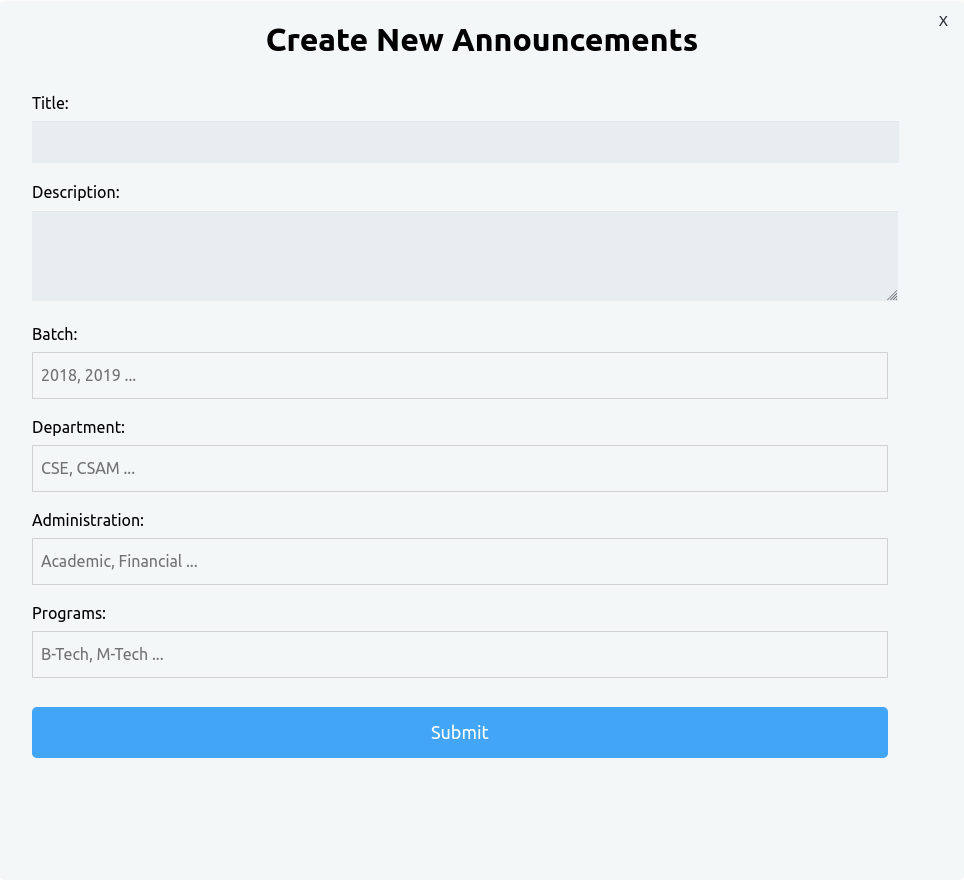 X
Create New Announcements
Title:
Description:
Batch:
2018, 2019 ...
Department:
CSE, CSAM ...
Administration:
Academic, Financial ...
Programs:
B-Tech, M-Tech ...
Submit